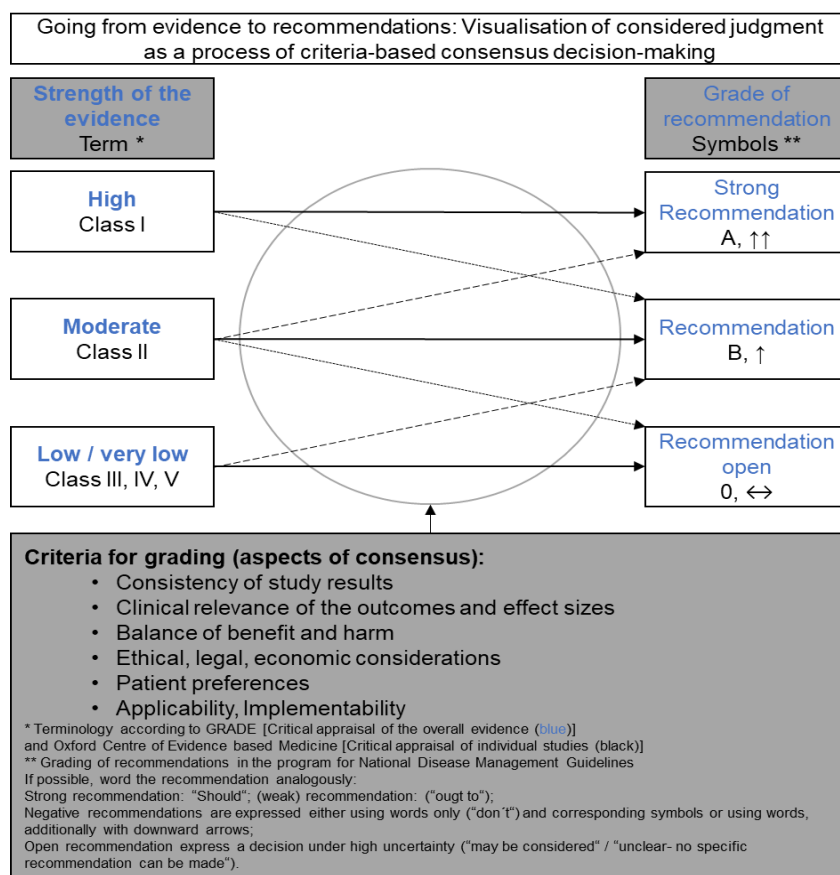 Going from evidence to recommendations: Visualisation of considered judgment
as a process of criteria-based consensus decision-making
Strength of the
evidence
Term *
Grade of
recommendation
Symbols **
High
Class I
Strong
Recommendation
A, ↑↑
Moderate
Class II
Recommendation
B, ↑
Low / very low
Class III, IV, V
Recommendation
open
0, ↔
Criteria for grading (aspects of consensus):
• Consistency of study results
• Clinical relevance of the outcomes and effect sizes
• Balance of benefit and harm
• Ethical, legal, economic considerations
• Patient preferences
• Applicability, Implementability
* Terminology according to GRADE [Critical appraisal of the overall evidence (blue)]
and Oxford Centre of Evidence based Medicine [Critical appraisal of individual studies (black)]
** Grading of recommendations in the program for National Disease Management Guidelines
If possible, word the recommendation analogously:
Strong recommendation: “Should“; (weak) recommendation: (“ougt to“);
Negative recommendations are expressed either using words only (“don´t“) and corresponding symbols or using words,
additionally with downward arrows;
Open recommendation express a decision under high uncertainty (“may be considered“ / “unclear- no specific
recommendation can be made“).